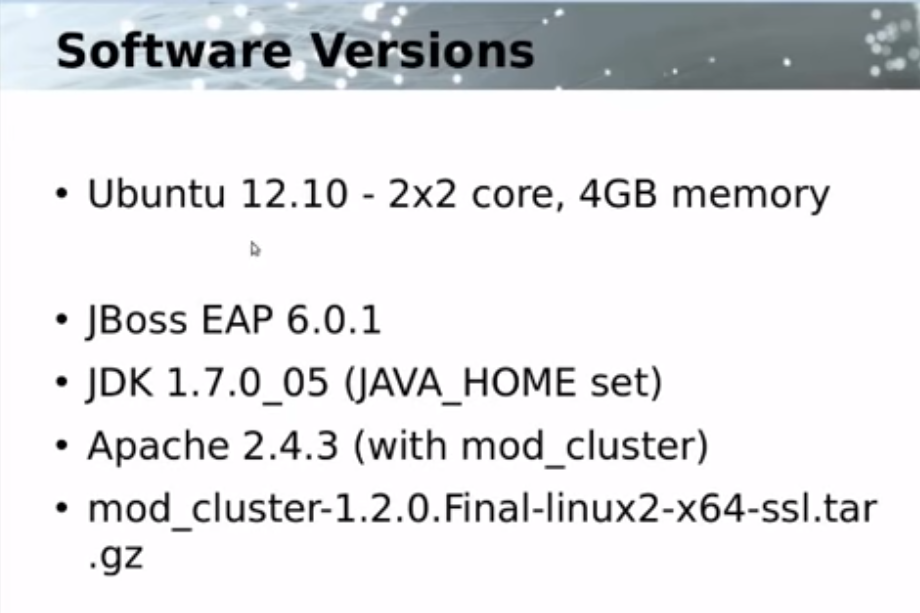 Software Versions
• Ubuntu 12.10 - 2x2 core, 4GB memory
• JBoss EAP 6.0.1
• JDK 1.7.0_05 (JAVA_HOME set)
• Apache 2.4.3 (with mod_cluster)
• mod_cluster-1.2.0.Final-linux2-x64-ssl.tar
.gz